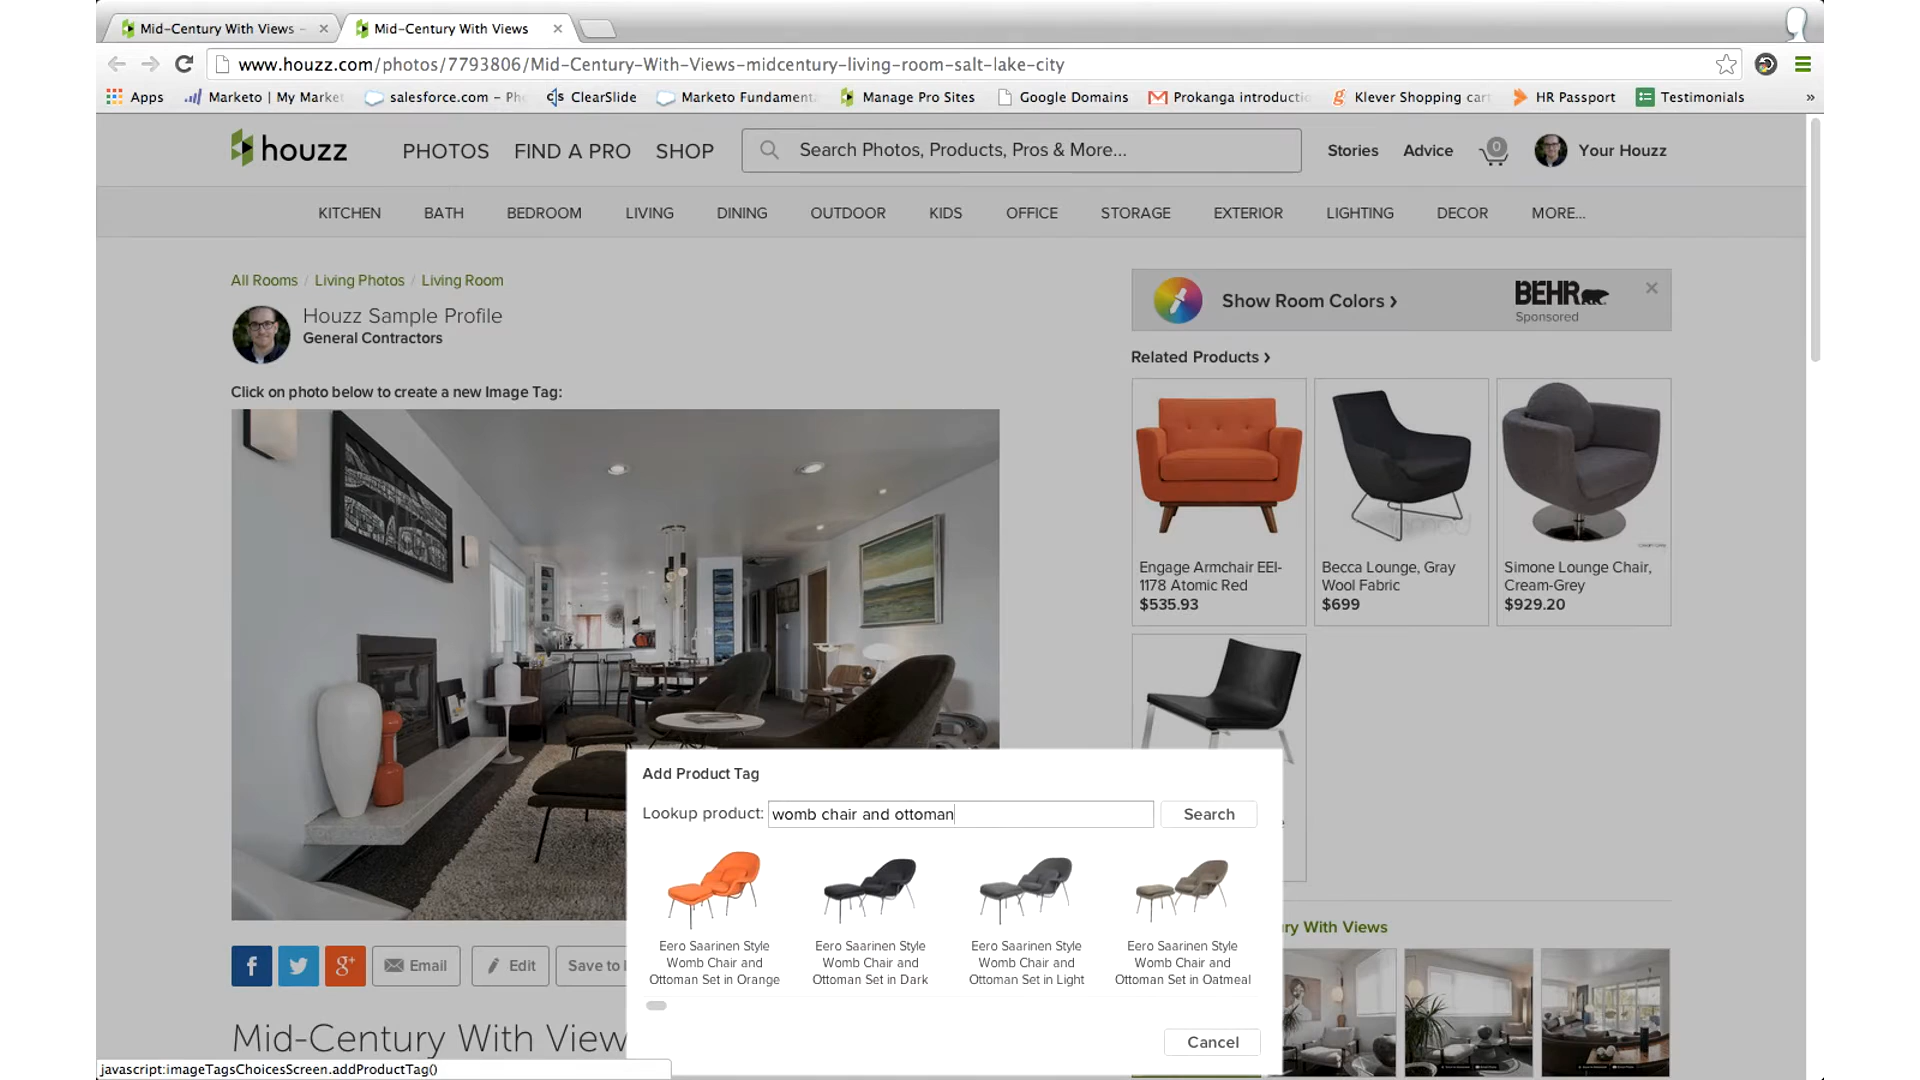 Mid-Century With Views –
Mid-Century With Views
www.houzz.com/photos/7793806/Mid-Century-With-Views-midcentury-living-room-salt-lake-city
Apps
Marketo | My Marke
salesforce.com - Ph
c|s ClearSlide
Marketo Fundament
Manage Pro Sites
Google Domains
Prokanga introducti
Klever Shopping cart
HR Passport
Testimonials
»
houzz
PHOTOS
FIND A PRO
SHOP
Search Photos, Products, Pros & More...
Stories
Advice
0
Your Houzz
KITCHEN
BATH
BEDROOM
LIVING
DINING
OUTDOOR
KIDS
OFFICE
STORAGE
EXTERIOR
LIGHTING
DECOR
MORE...
All Rooms / Living Photos / Living Room
Houzz Sample Profile
General Contractors
Click on photo below to create a new Image Tag:
Show Room Colors ›
BEHR
Sponsored
Related Products ›
Engage Armchair EEI-
1178 Atomic Red
$535.93
Becca Lounge, Gray
Wool Fabric
$699
Simone Lounge Chair,
Cream-Grey
$929.20
Add Product Tag
Lookup product: womb chair and ottoman
Search
Eero Saarinen Style
Womb Chair and
Ottoman Set in Orange
Eero Saarinen Style
Womb Chair and
Ottoman Set in Dark
Eero Saarinen Style
Womb Chair and
Ottoman Set in Light
Eero Saarinen Style
Womb Chair and
Ottoman Set in Oatmeal
Cancel
ry With Views
f
g+
Email
Edit
Save to I
Mid-Century With View
javascript:imageTagsChoicesScreen.addProductTag()